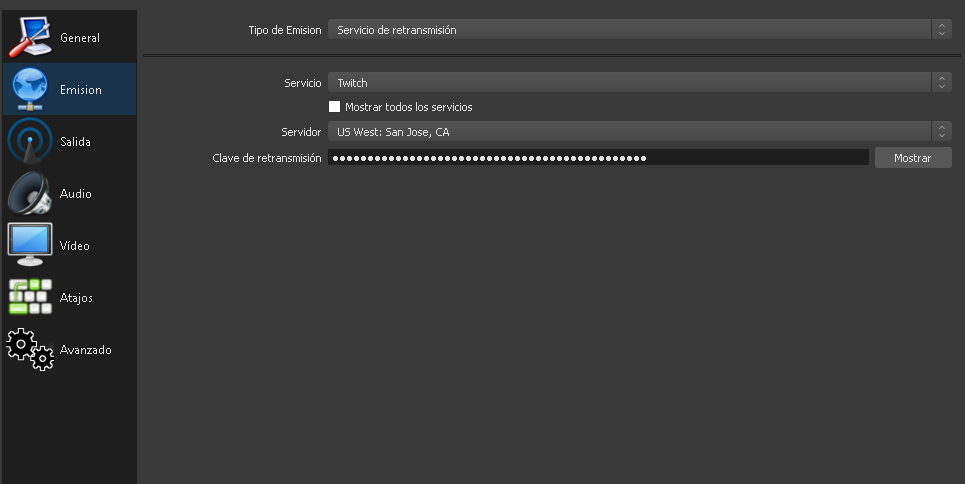 General
Emision
Salida
Audio
Vídeo
Atajos
Avanzado
Tipo de Emision Servicio de retransmisión
Servicio Twitch
Mostrar todos los servicios
Servidor US West: San Jose, CA
Clave de retransmisión ●●●●●●●●●●●●●●●●●●●●●●●●●●●●●●●●●●●●●●●●●●●●● Mostrar